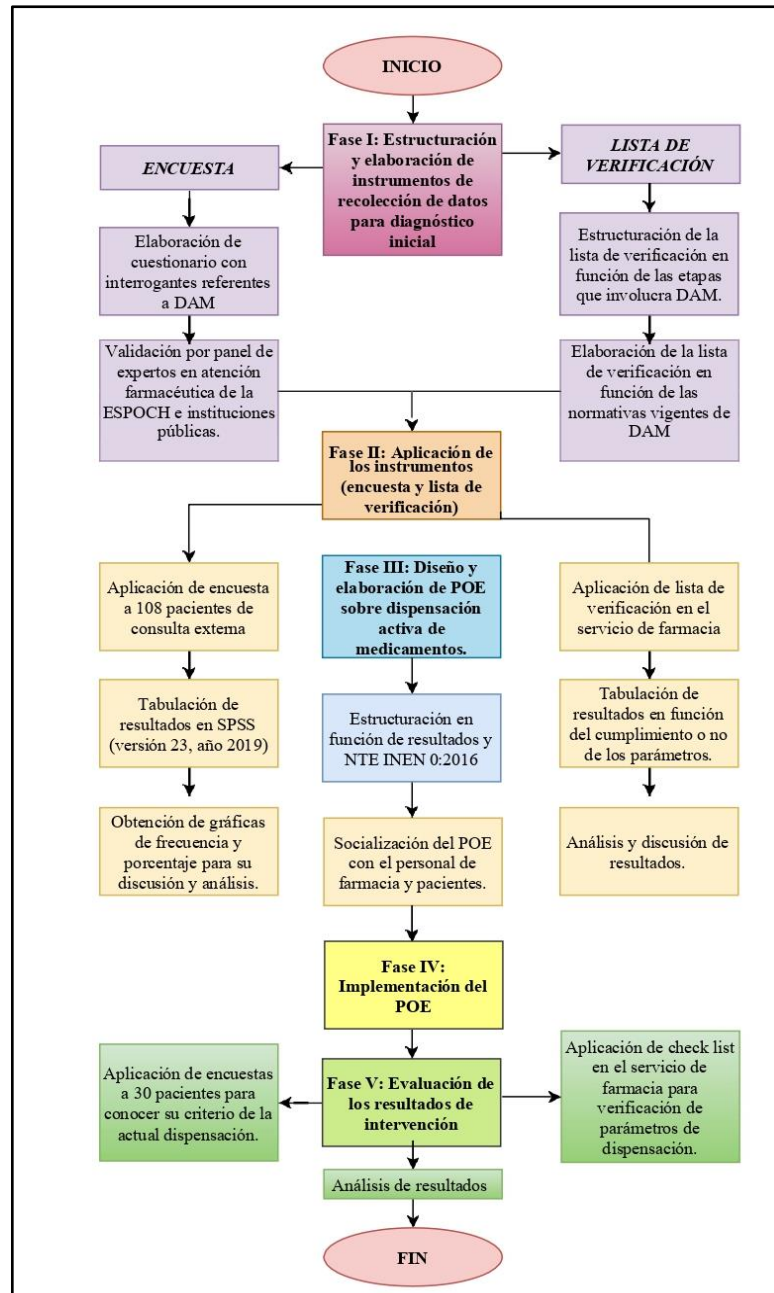 INICIO
Fase I: Estructuración
y elaboración de
instrumentos de
recolección de datos
para diagnóstico
inicial
ENCUESTA
LISTA DE
VERIFICACIÓN
Elaboración de
cuestionario con
interrogantes referentes
a DAM
Estructuración de la
lista de verificación en
función de las etapas
que involucra DAM.
Validación por panel de
expertos en atención
farmacéutica de la
ESPOCH e instituciones
públicas.
Elaboración de la lista
de verificación en
función de las
normativas vigentes de
DAM
Fase II: Aplicación de
los instrumentos
(encuesta y lista de
verificación)
Aplicación de encuesta
a 108 pacientes de
consulta externa
Fase III: Diseño y
elaboración de POE
sobre dispensación
activa de
medicamentos.
Aplicación de lista de
verificación en el
servicio de farmacia
Tabulación de
resultados en SPSS
(versión 23, año 2019)
Estructuración en
función de resultados y
NTE INEN 0:2016
Tabulación de
resultados en función
del cumplimiento o no
de los parámetros.
Obtención de gráficas
de frecuencia y
porcentaje para su
discusión y análisis.
Socialización del POE
con el personal de
farmacia y pacientes.
Análisis y discusión de
resultados.
Fase IV:
Implementación del
POE
Aplicación de encuestas
a 30 pacientes para
conocer su criterio de la
actual dispensación.
Fase V: Evaluación de
los resultados de
intervención
Aplicación de check list
en el servicio de
farmacia para
verificación de
parámetros de
dispensación.
Análisis de resultados
FIN